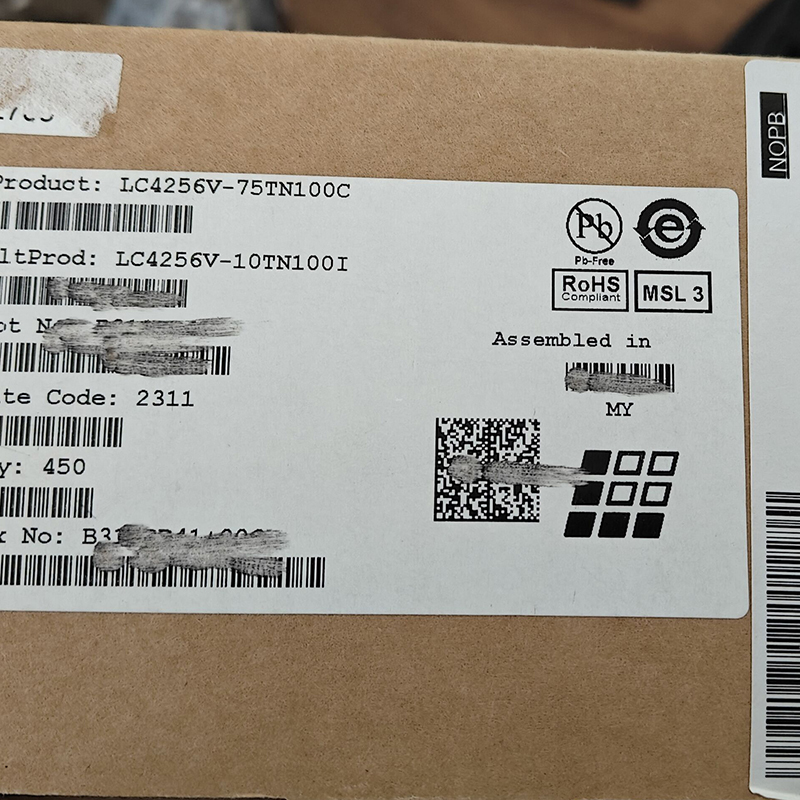 Product: LC4256V-75TN100C
ltProd: LC4256V-10TN100I
ot
te Code: 2311
y: 450
No: B3
Pb
Pb-Free
e
RoHS
Compliant
MSL 3
Assembled in
MY
NOPB